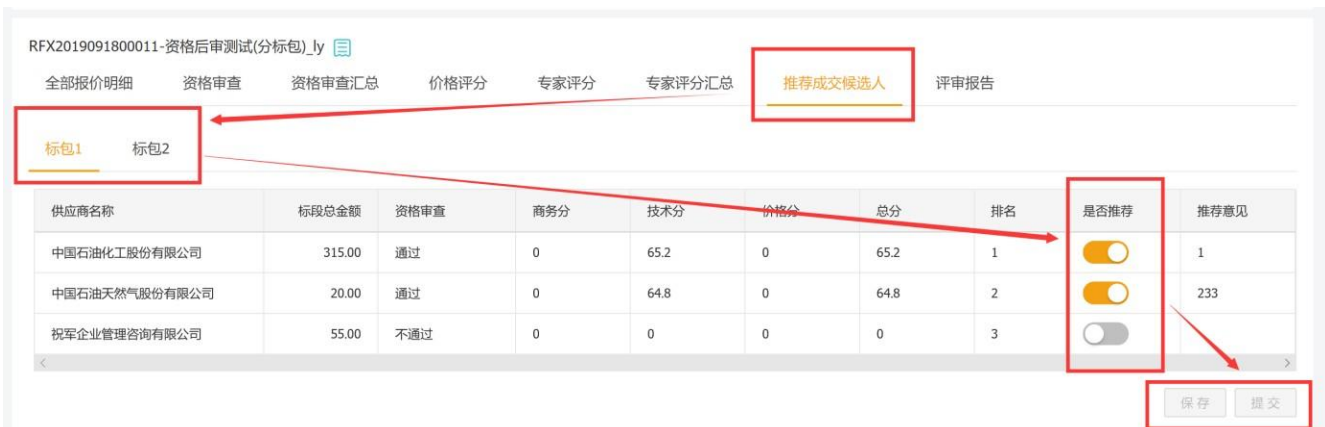 RFX2019091800011-资格后审测试(分标包)_ly
全部报价明细 资格审查 资格审查汇总 价格评分 专家评分 专家评分汇总 推荐成交候选人 评审报告
标包1 标包2
供应商名称 标段总金额 资格审查 商务分 技术分 价格分 总分 排名 是否推荐 推荐意见
中国石油化工股份有限公司 315.00 通过 0 65.2 0 65.2 1 1
中国石油天然气股份有限公司 20.00 通过 0 64.8 0 64.8 2 233
祝军企业管理咨询有限公司 55.00 不通过 0 0 0 0 3
保存 提交